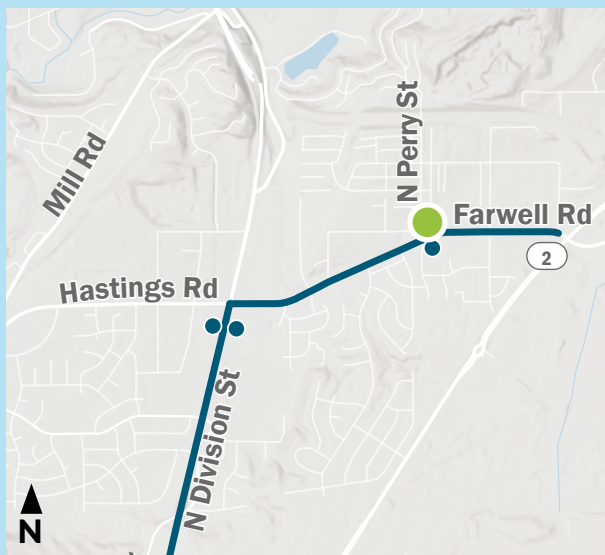 Mill Rd
N Perry St
Farwell Rd
2
Hastings Rd
N Division St
N